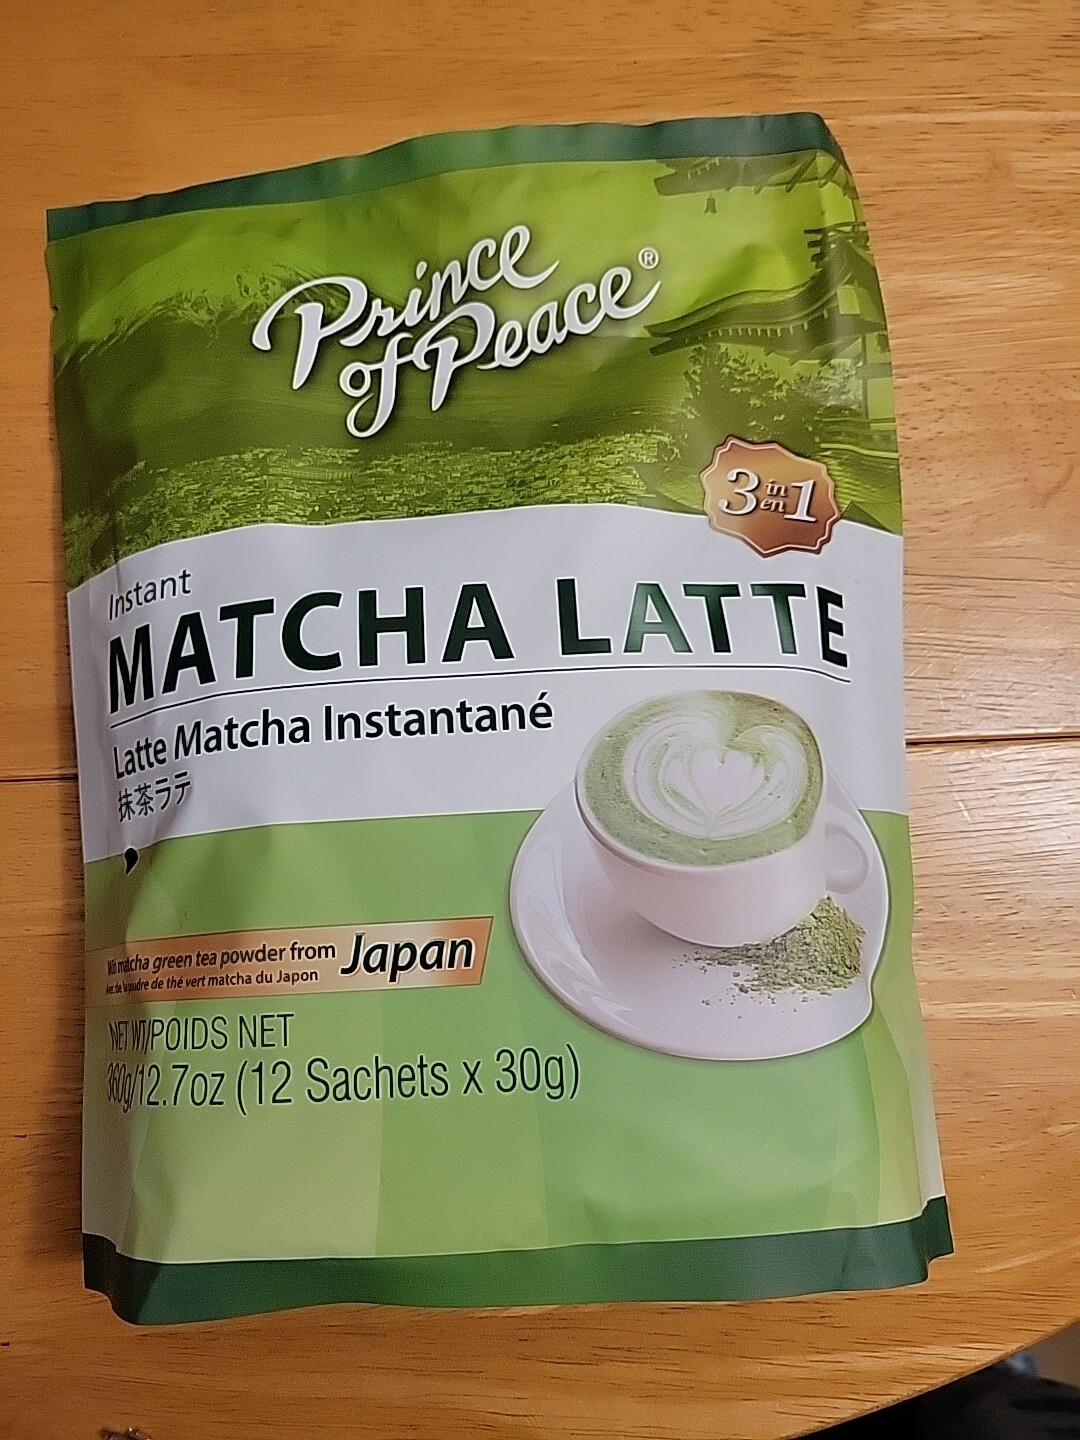 Prince
of Peace®
3 in en 1
Instant
MATCHA LATTE
Latte Matcha Instantané
抹茶ラテ
matcha green tea powder from Japan
poudre de thé vert matcha du Japon
NET WT/POIDS NET
360g/12.7oz (12 Sachets x 30g)